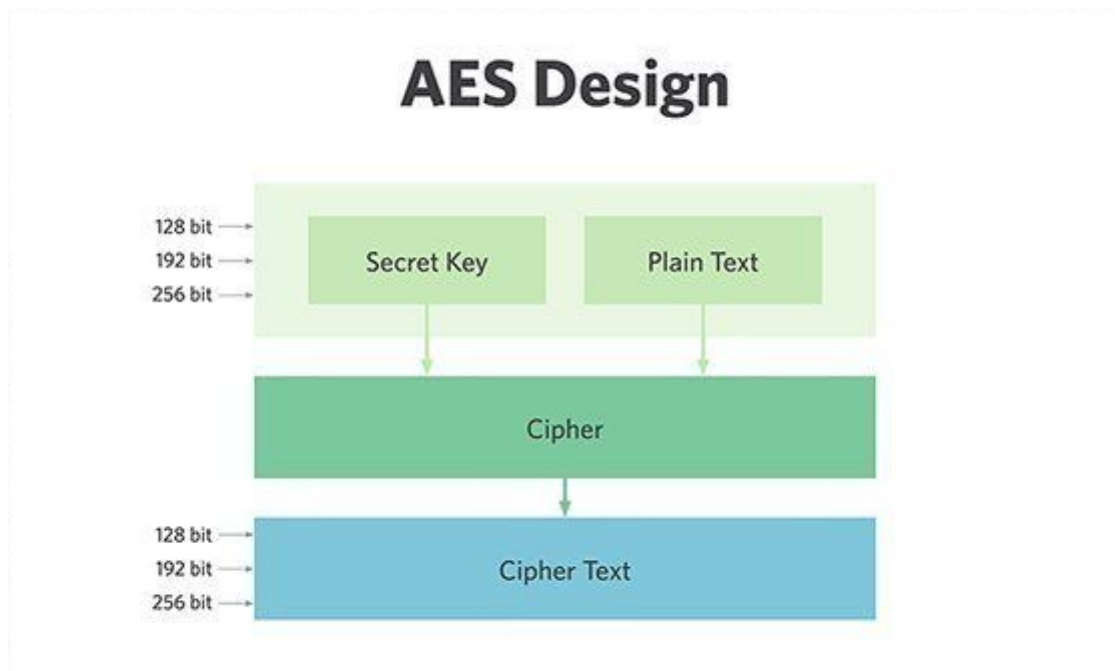 AES Design
128 bit
192 bit
256 bit
Secret Key
Plain Text
Cipher
128 bit
192 bit
256 bit
Cipher Text